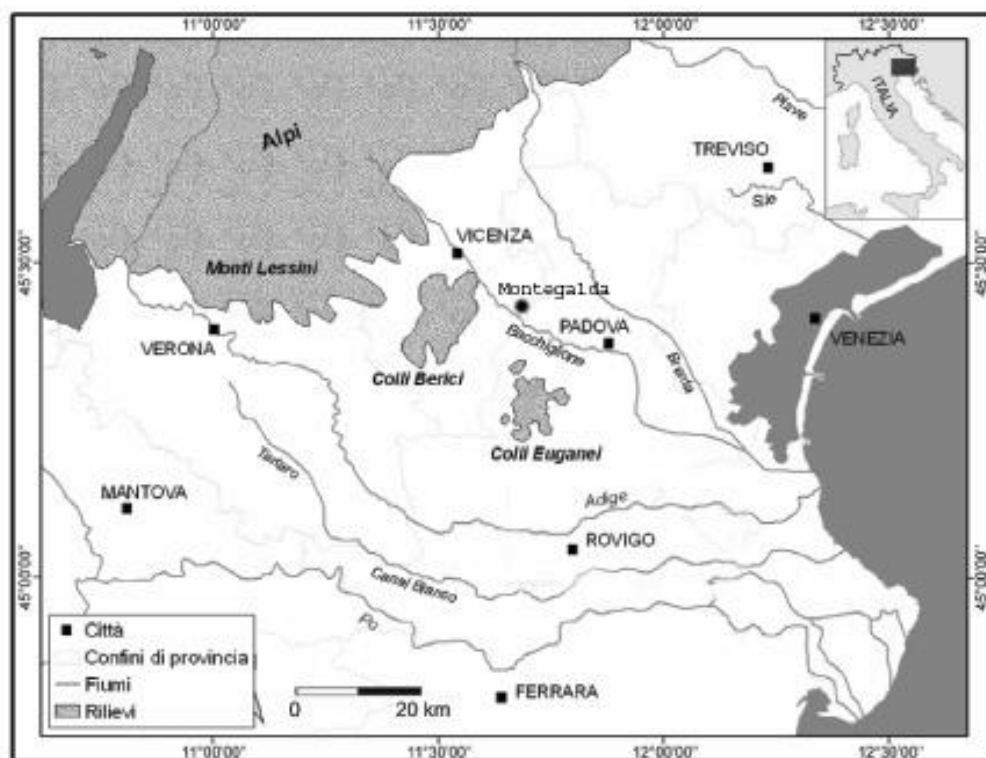 11°00'00" 11°30'00" 12°00'00" 12°30'00"
Alpi
Piave
ITALIA
TREVISO
Sile
VICENZA
45°30'00"
45°30'00"
Monti Lessini
Montegalda
VERONA
Bacchiglione
PADOVA
VENEZIA
Colli Berici
Brenta
Colli Euganei
Tartaro
MANTOVA
Adige
ROVIGO
45°00'00"
45°00'00"
Canal Bianco
Po
Città
Confini di provincia
Fiumi
Rilievi
0 20 km
FERRARA
11°00'00" 11°30'00" 12°00'00" 12°30'00"